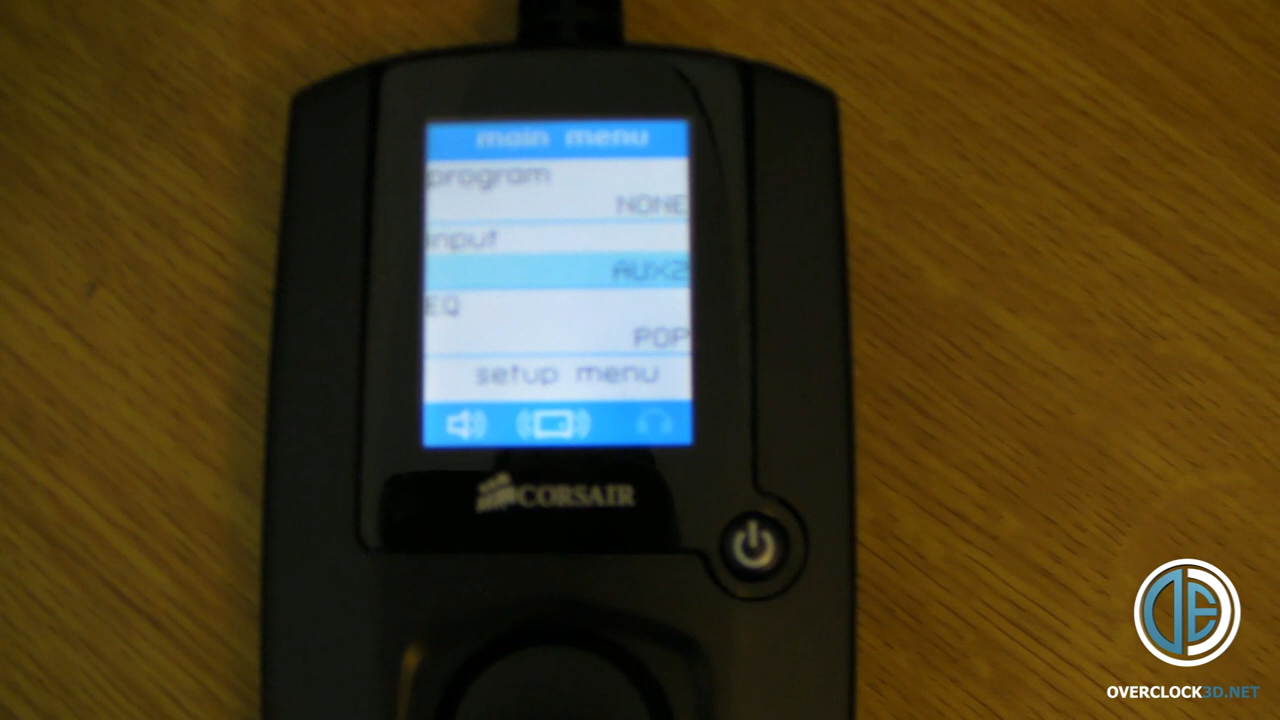 main menu
program
NONE
input
AUX2
EQ
POP
setup menu
CORSAIR
OVERCLOCK3D.NET